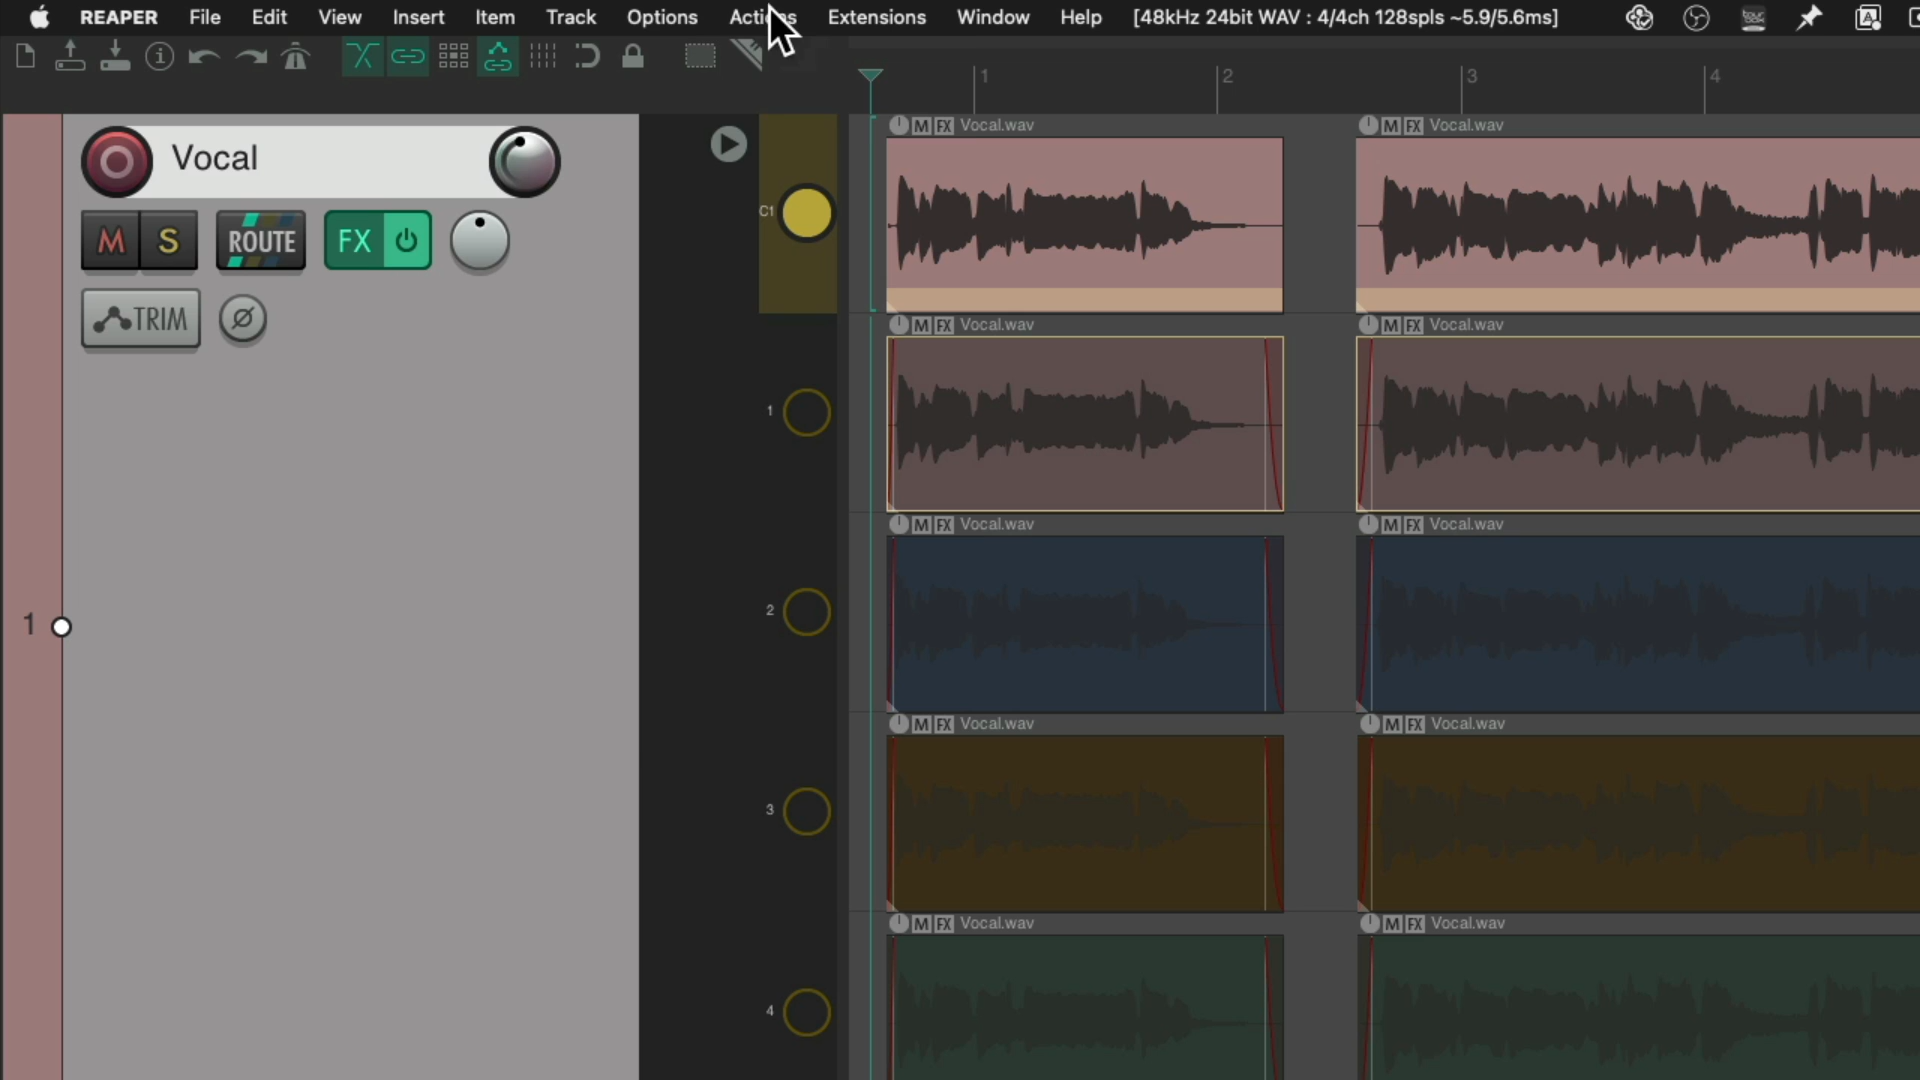 REAPER File Edit View Insert Item Track Options Actions Extensions Window Help [48kHz 24bit WAV : 4/4ch 128spls ~5.9/5.6ms]
1 2 3 4
M FX Vocal.wav M FX Vocal.wav
Vocal
C1
M S ROUTE FX
TRIM
M FX Vocal.wav M FX Vocal.wav
1
M FX Vocal.wav M FX Vocal.wav
2
1
M FX Vocal.wav M FX Vocal.wav
3
M FX Vocal.wav M FX Vocal.wav
4